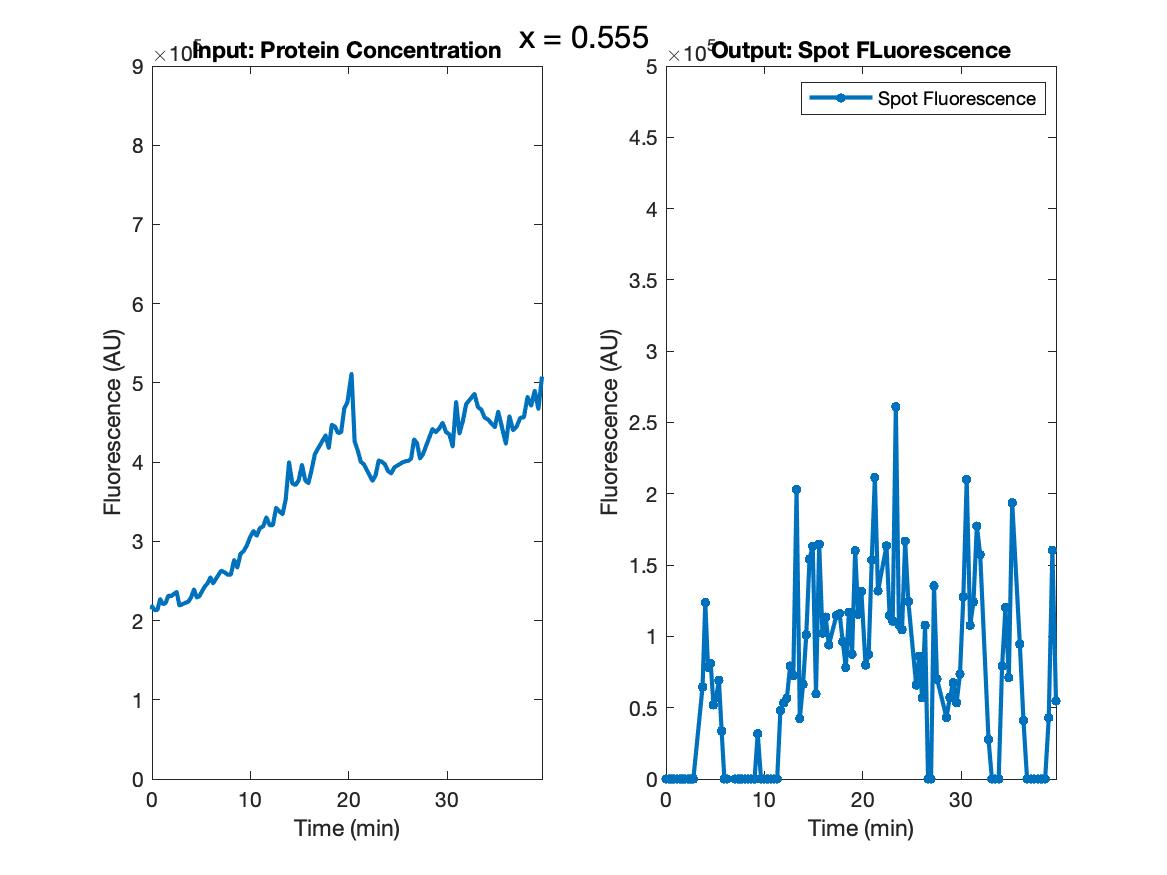 x = 0.555
×10⁵
Input: Protein Concentration
9
8
7
6
5
4
3
2
1
0
Fluorescence (AU)
0 10 20 30
Time (min)
×10⁵
Output: Spot FLuorescence
Spot Fluorescence
5
4.5
4
3.5
3
2.5
2
1.5
1
0.5
0
Fluorescence (AU)
0 10 20 30
Time (min)